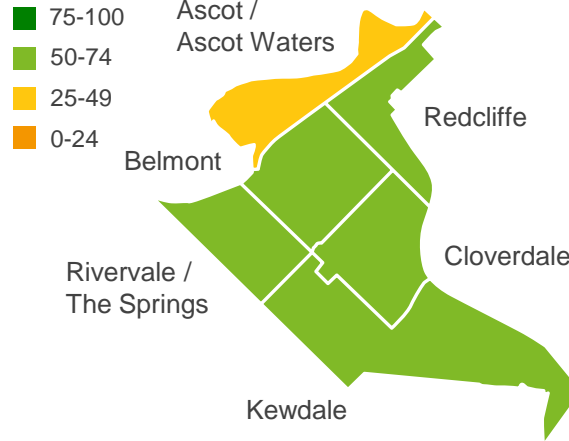 75-100
50-74
25-49
0-24
Ascot /
Ascot Waters
Redcliffe
Belmont
Cloverdale
Rivervale /
The Springs
Kewdale